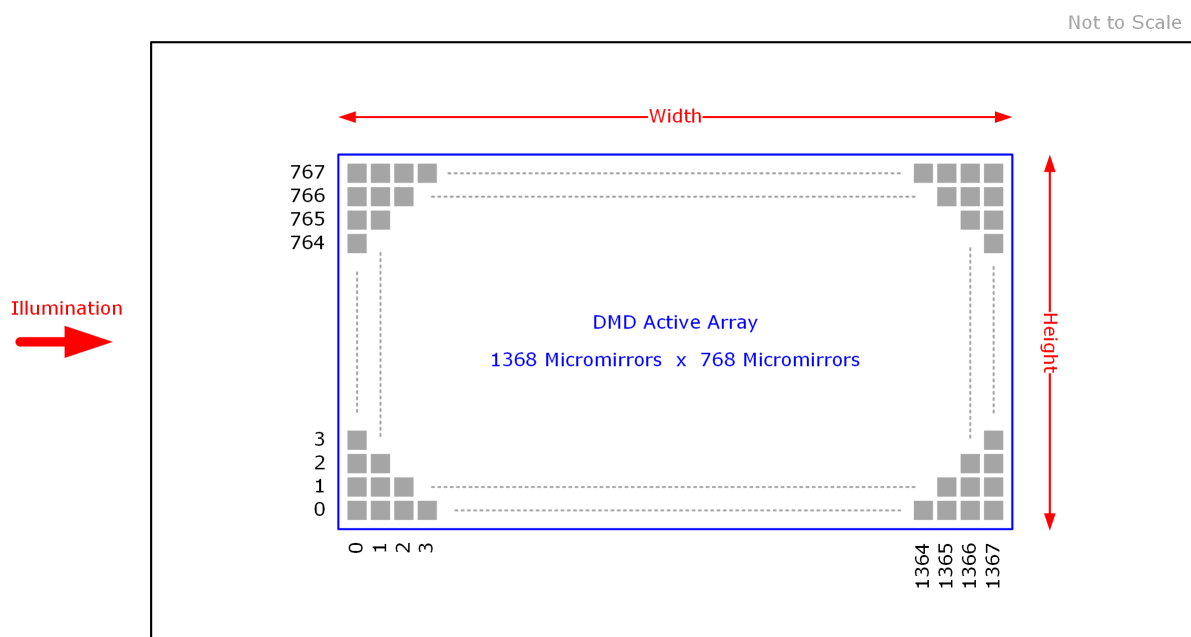 Not to Scale
Width
767
766
765
764
Illumination
DMD Active Array
1368 Micromirrors x 768 Micromirrors
Height
3
2
1
0
0 1 2 3 1364 1365 1366 1367